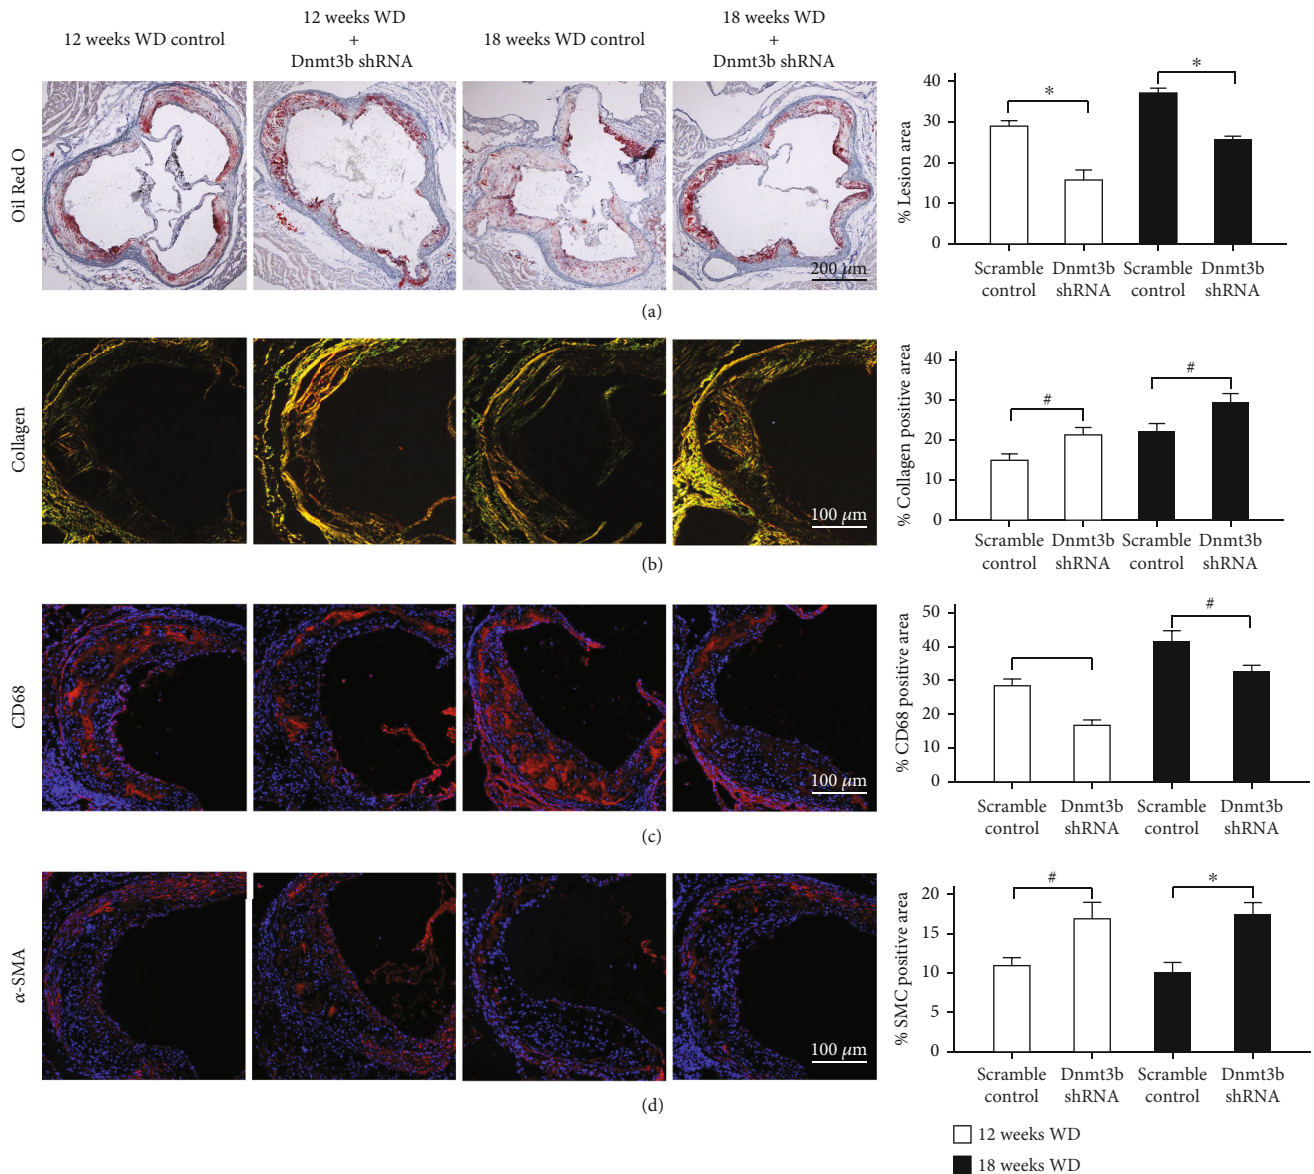 12 weeks WD control
12 weeks WD
+
Dnmt3b shRNA
18 weeks WD control
18 weeks WD
+
Dnmt3b shRNA
Oil Red O
200 μm
% Lesion area
40
30
20
10
0
*
*
Scramble control
Dnmt3b shRNA
Scramble control
Dnmt3b shRNA
(a)
Collagen
100 μm
% Collagen positive area
40
30
20
10
0
#
#
Scramble control
Dnmt3b shRNA
Scramble control
Dnmt3b shRNA
(b)
CD68
100 μm
% CD68 positive area
50
40
30
20
10
0
#
Scramble control
Dnmt3b shRNA
Scramble control
Dnmt3b shRNA
(c)
α-SMA
100 μm
% SMC positive area
20
15
10
5
0
#
*
Scramble control
Dnmt3b shRNA
Scramble control
Dnmt3b shRNA
(d)
12 weeks WD
18 weeks WD